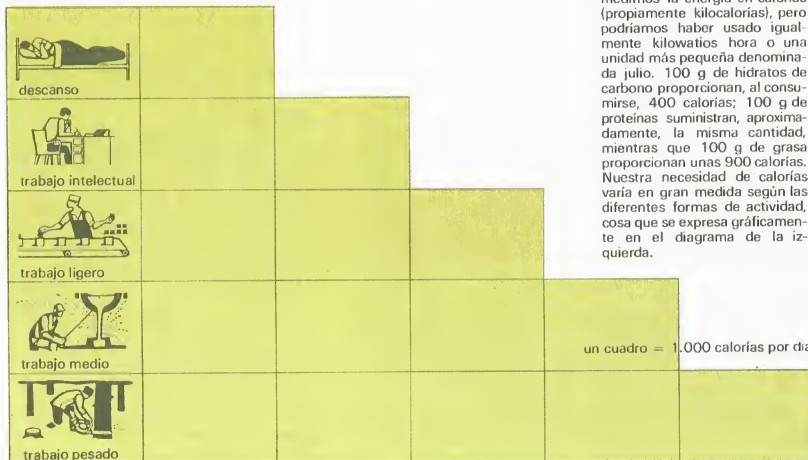 (propiamente kilocalorías), pero
podríamos haber usado igual-
mente kilowatios hora o una
unidad más pequeña denomina-
da julio. 100 g de hidratos de
carbono proporcionan, al consu-
mirse, 400 calorías; 100 g de
proteínas suministran, aproxima-
damente, la misma cantidad,
mientras que 100 g de grasa
proporcionan unas 900 calorías.
Nuestra necesidad de calorías
varía en gran medida según las
diferentes formas de actividad,
cosa que se expresa gráficamen-
te en el diagrama de la iz-
quierda.
descanso
trabajo intelectual
trabajo ligero
trabajo medio
trabajo pesado
un cuadro = 1.000 calorías por día